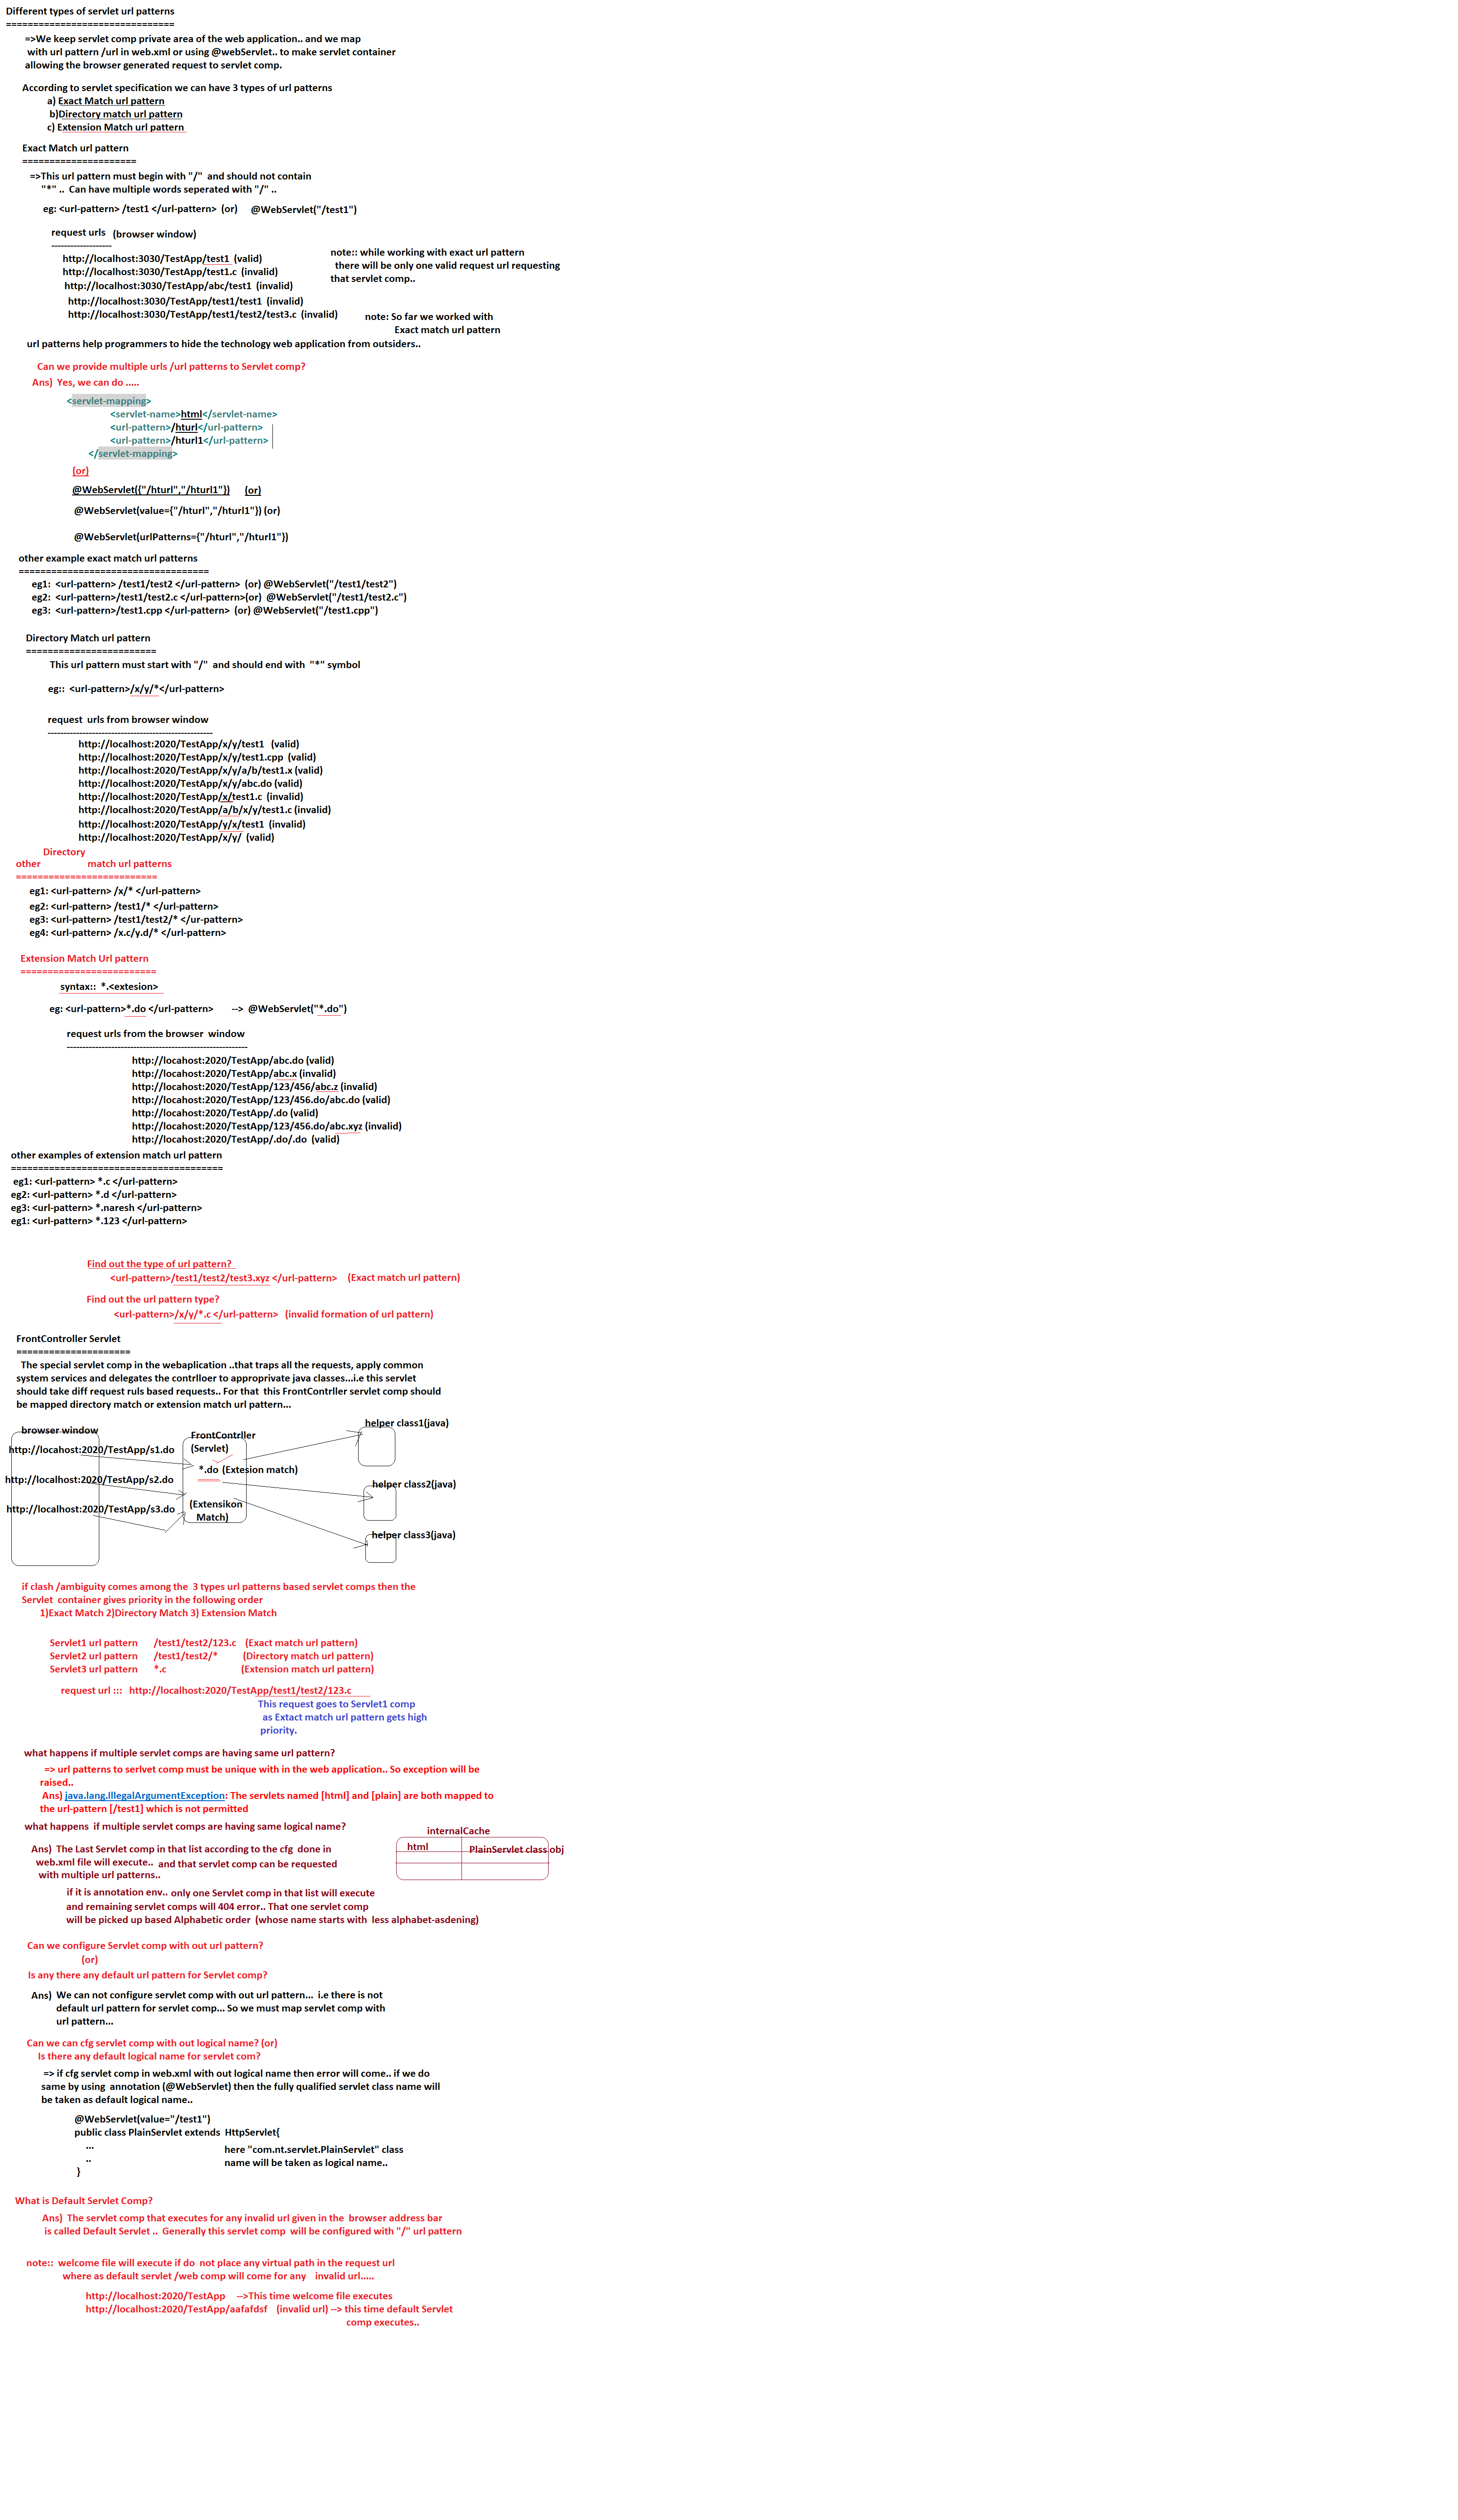 Different types of servlet url patterns
===============================
=>We keep servlet comp private area of the web application.. and we map
with url pattern /url in web.xml or using @webServlet.. to make servlet container
allowing the browser generated request to servlet comp.
According to servlet specification we can have 3 types of url patterns
a) Exact Match url pattern
b)Directory match url pattern
c) Extension Match url pattern
Exact Match url pattern
=====================
=>This url pattern must begin with "/" and should not contain
"*" .. Can have multiple words seperated with "/" ..
eg: <url-pattern> /test1 </url-pattern> (or) @WebServlet("/test1")
request urls (browser window)
-------------------
http://localhost:3030/TestApp/test1 (valid)
http://localhost:3030/TestApp/test1.c (invalid)
http://localhost:3030/TestApp/abc/test1 (invalid)
http://localhost:3030/TestApp/test1/test1 (invalid)
http://localhost:3030/TestApp/test1/test2/test3.c (invalid)
note:: while working with exact url pattern
there will be only one valid request url requesting
that servlet comp..
note: So far we worked with
Exact match url pattern
url patterns help programmers to hide the technology web application from outsiders..
Can we provide multiple urls /url patterns to Servlet comp?
Ans) Yes, we can do .....
<servlet-mapping>
<servlet-name>html</servlet-name>
<url-pattern>/hturl</url-pattern>
<url-pattern>/hturl1</url-pattern>
</servlet-mapping>
(or)
@WebServlet({"/hturl","/hturl1"}) (or)
@WebServlet(value={"/hturl","/hturl1"}) (or)
@WebServlet(urlPatterns={"/hturl","/hturl1"})
other example exact match url patterns
===================================
eg1: <url-pattern> /test1/test2 </url-pattern> (or) @WebServlet("/test1/test2")
eg2: <url-pattern>/test1/test2.c </url-pattern>(or) @WebServlet("/test1/test2.c")
eg3: <url-pattern>/test1.cpp </url-pattern> (or) @WebServlet("/test1.cpp")
Directory Match url pattern
========================
This url pattern must start with "/" and should end with "*" symbol
eg:: <url-pattern>/x/y/*</url-pattern>
request urls from browser window
----------------------------------------------------
http://localhost:2020/TestApp/x/y/test1 (valid)
http://localhost:2020/TestApp/x/y/test1.cpp (valid)
http://localhost:2020/TestApp/x/y/a/b/test1.x (valid)
http://localhost:2020/TestApp/x/y/abc.do (valid)
http://localhost:2020/TestApp/x/test1.c (invalid)
http://localhost:2020/TestApp/a/b/x/y/test1.c (invalid)
http://localhost:2020/TestApp/y/x/test1 (invalid)
http://localhost:2020/TestApp/x/y/ (valid)
other Directory match url patterns
==========================
eg1: <url-pattern> /x/* </url-pattern>
eg2: <url-pattern> /test1/* </url-pattern>
eg3: <url-pattern> /test1/test2/* </ur-pattern>
eg4: <url-pattern> /x.c/y.d/* </url-pattern>
Extension Match Url pattern
=========================
syntax:: *.<extesion>
eg: <url-pattern>*.do </url-pattern> --> @WebServlet("*.do")
request urls from the browser window
---------------------------------------------------------
http://locahost:2020/TestApp/abc.do (valid)
http://locahost:2020/TestApp/abc.x (invalid)
http://locahost:2020/TestApp/123/456/abc.z (invalid)
http://locahost:2020/TestApp/123/456.do/abc.do (valid)
http://locahost:2020/TestApp/.do (valid)
http://locahost:2020/TestApp/123/456.do/abc.xyz (invalid)
http://locahost:2020/TestApp/.do/.do (valid)
other examples of extension match url pattern
=======================================
eg1: <url-pattern> *.c </url-pattern>
eg2: <url-pattern> *.d </url-pattern>
eg3: <url-pattern> *.naresh </url-pattern>
eg1: <url-pattern> *.123 </url-pattern>
Find out the type of url pattern?
<url-pattern>/test1/test2/test3.xyz </url-pattern> (Exact match url pattern)
Find out the url pattern type?
<url-pattern>/x/y/*.c </url-pattern> (invalid formation of url pattern)
FrontController Servlet
=====================
The special servlet comp in the webaplication ..that traps all the requests, apply common
system services and delegates the contrlloer to approprivate java classes...i.e this servlet
should take diff request ruls based requests.. For that this FrontContrller servlet comp should
be mapped directory match or extension match url pattern...
browser window
http://locahost:2020/TestApp/s1.do
http://locahost:2020/TestApp/s2.do
http://locahost:2020/TestApp/s3.do
FrontContrller
(Servlet)
*.do (Extesion match)
(Extensikon
Match)
helper class1(java)
helper class2(java)
helper class3(java)
if clash /ambiguity comes among the 3 types url patterns based servlet comps then the
Servlet container gives priority in the following order
1)Exact Match 2)Directory Match 3) Extension Match
Servlet1 url pattern /test1/test2/123.c (Exact match url pattern)
Servlet2 url pattern /test1/test2/* (Directory match url pattern)
Servlet3 url pattern *.c (Extension match url pattern)
request url ::: http://localhost:2020/TestApp/test1/test2/123.c
This request goes to Servlet1 comp
as Extact match url pattern gets high
priority.
what happens if multiple servlet comps are having same url pattern?
=> url patterns to serlvet comp must be unique with in the web application.. So exception will be
raised..
Ans) java.lang.IllegalArgumentException: The servlets named [html] and [plain] are both mapped to
the url-pattern [/test1] which is not permitted
what happens if multiple servlet comps are having same logical name?
Ans) The Last Servlet comp in that list according to the cfg done in
web.xml file will execute.. and that servlet comp can be requested
with multiple url patterns..
internalCache
html PlainServlet class obj
if it is annotation env.. only one Servlet comp in that list will execute
and remaining servlet comps will 404 error.. That one servlet comp
will be picked up based Alphabetic order (whose name starts with less alphabet-asdening)
Can we configure Servlet comp with out url pattern?
(or)
Is any there any default url pattern for Servlet comp?
Ans) We can not configure servlet comp with out url pattern... i.e there is not
default url pattern for servlet comp... So we must map servlet comp with
url pattern...
Can we can cfg servlet comp with out logical name? (or)
Is there any default logical name for servlet com?
=> if cfg servlet comp in web.xml with out logical name then error will come.. if we do
same by using annotation (@WebServlet) then the fully qualified servlet class name will
be taken as default logical name..
@WebServlet(value="/test1")
public class PlainServlet extends HttpServlet{
...
..
}
here "com.nt.servlet.PlainServlet" class
name will be taken as logical name..
What is Default Servlet Comp?
Ans) The servlet comp that executes for any invalid url given in the browser address bar
is called Default Servlet .. Generally this servlet comp will be configured with "/" url pattern
note:: welcome file will execute if do not place any virtual path in the request url
where as default servlet /web comp will come for any invalid url.....
http://localhost:2020/TestApp -->This time welcome file executes
http://localhost:2020/TestApp/aafafdsf (invalid url) --> this time default Servlet
comp executes..